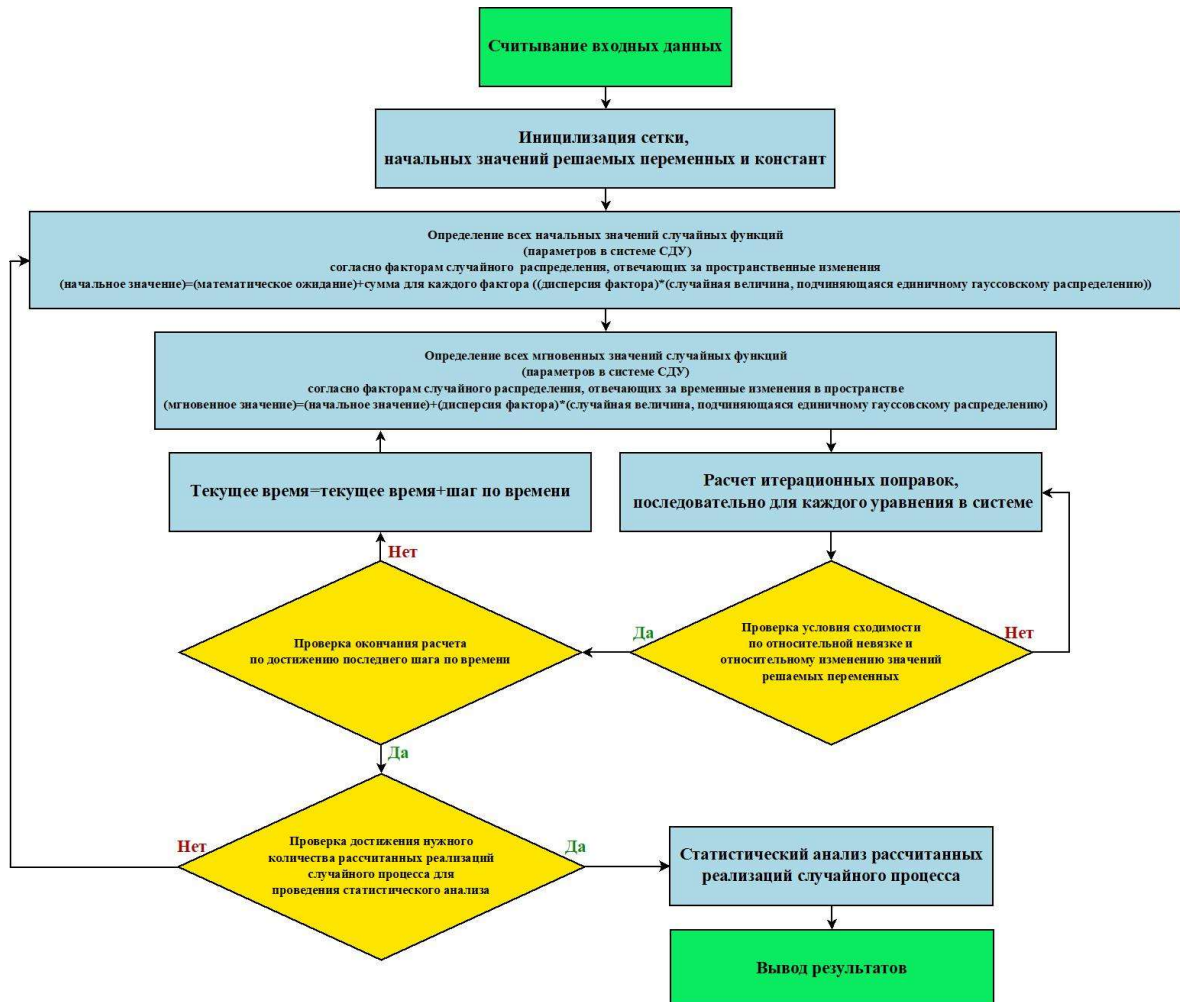 Считывание входных данных
Иницилизация сетки,
начальных значений решаемых переменных и констант
Определение всех начальных значений случайных функций
(параметров в системе СДУ)
согласно факторам случайного распределения, отвечающих за пространственные изменения
(начальное значение)=(математическое ожидание)+сумма для каждого фактора ((дисперсия фактора)*(случайная величина, подчиняющаяся единичному гауссовскому распределению))
Определение всех мгновенных значений случайных функций
(параметров в системе СДУ)
согласно факторам случайного распределения, отвечающих за временные изменения в пространстве
(мгновенное значение)=(начальное значение)+(дисперсия фактора)*(случайная величина, подчиняющаяся единичному гауссовскому распределению)
Текущее время=текущее время+шаг по времени
Расчет итерационных поправок,
последовательно для каждого уравнения в системе
Нет
Проверка окончания расчета
по достижению последнего шага по времени
Да
Проверка условия сходимости
по относительной невязке и
относительному изменению значений
решаемых переменных
Нет
Да
Нет
Проверка достижения нужного
количества рассчитанных реализаций
случайного процесса для
проведения статистического анализа
Да
Статистический анализ рассчитанных
реализаций случайного процесса
Вывод результатов